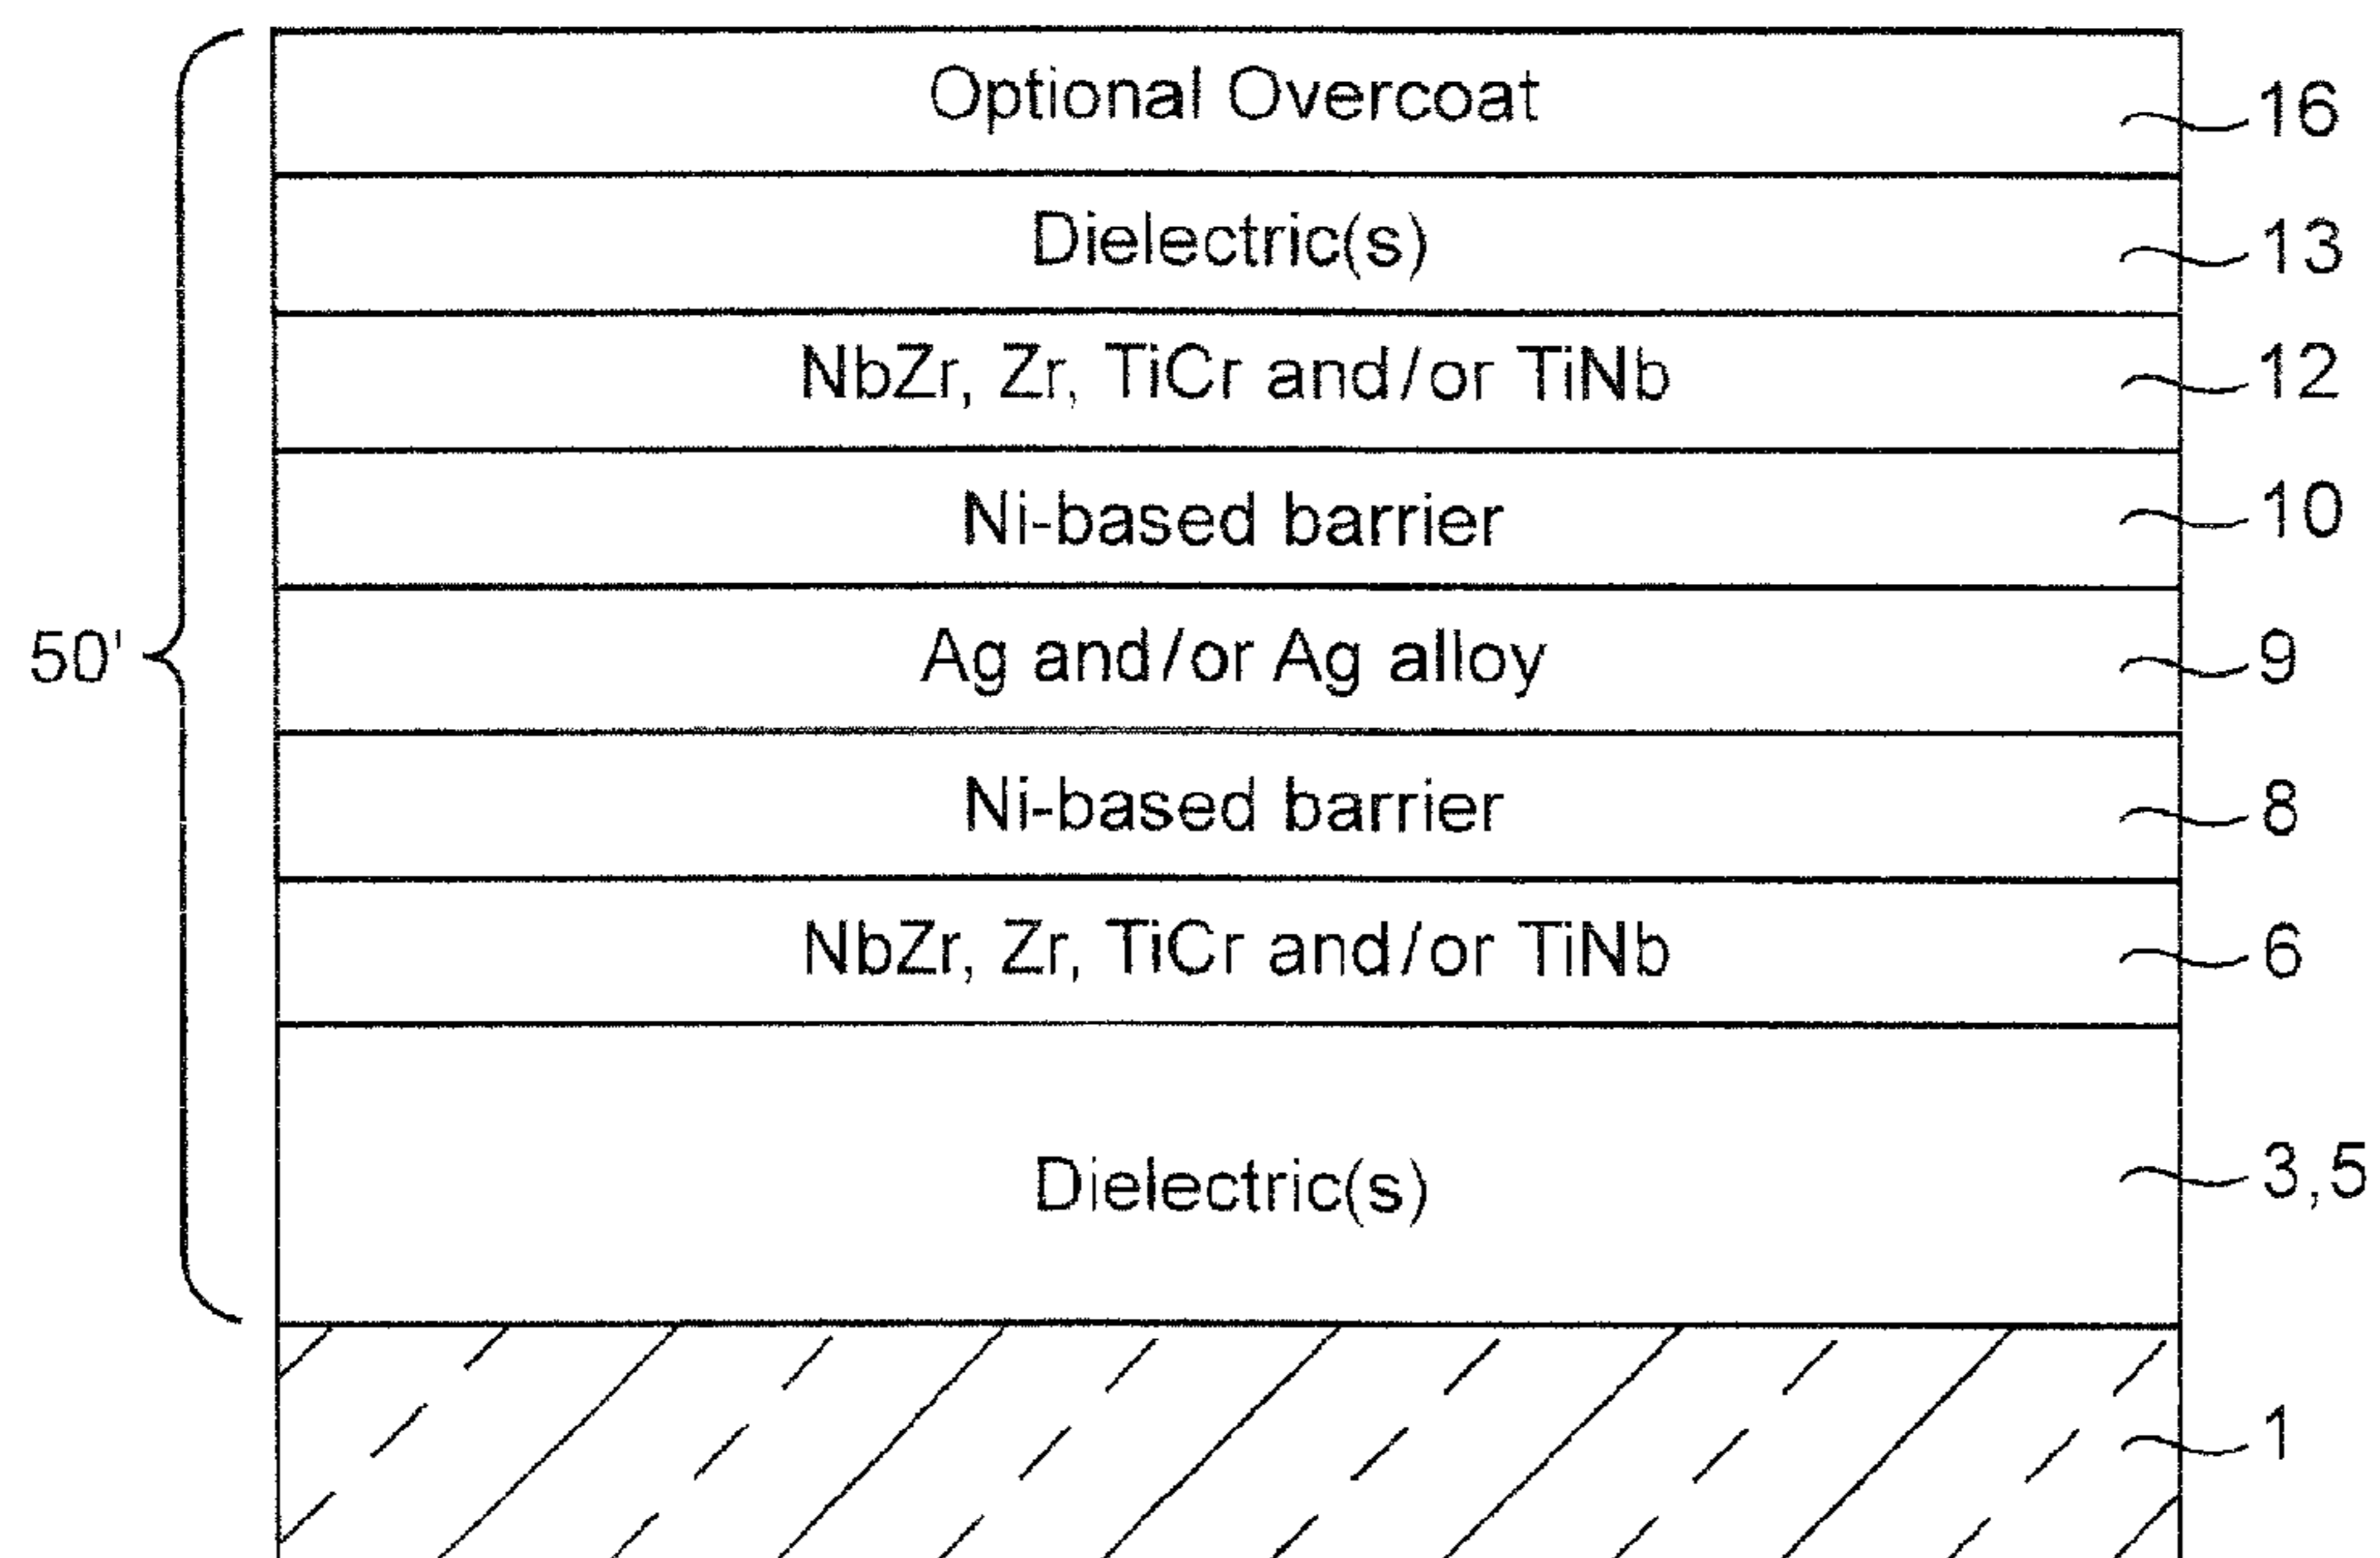 Optional Overcoat 16
Dielectric(s) 13
NbZr, Zr, TiCr and/or TiNb 12
Ni-based barrier 10
50' Ag and/or Ag alloy 9
Ni-based barrier 8
NbZr, Zr, TiCr and/or TiNb 6
Dielectric(s) 3,5
1